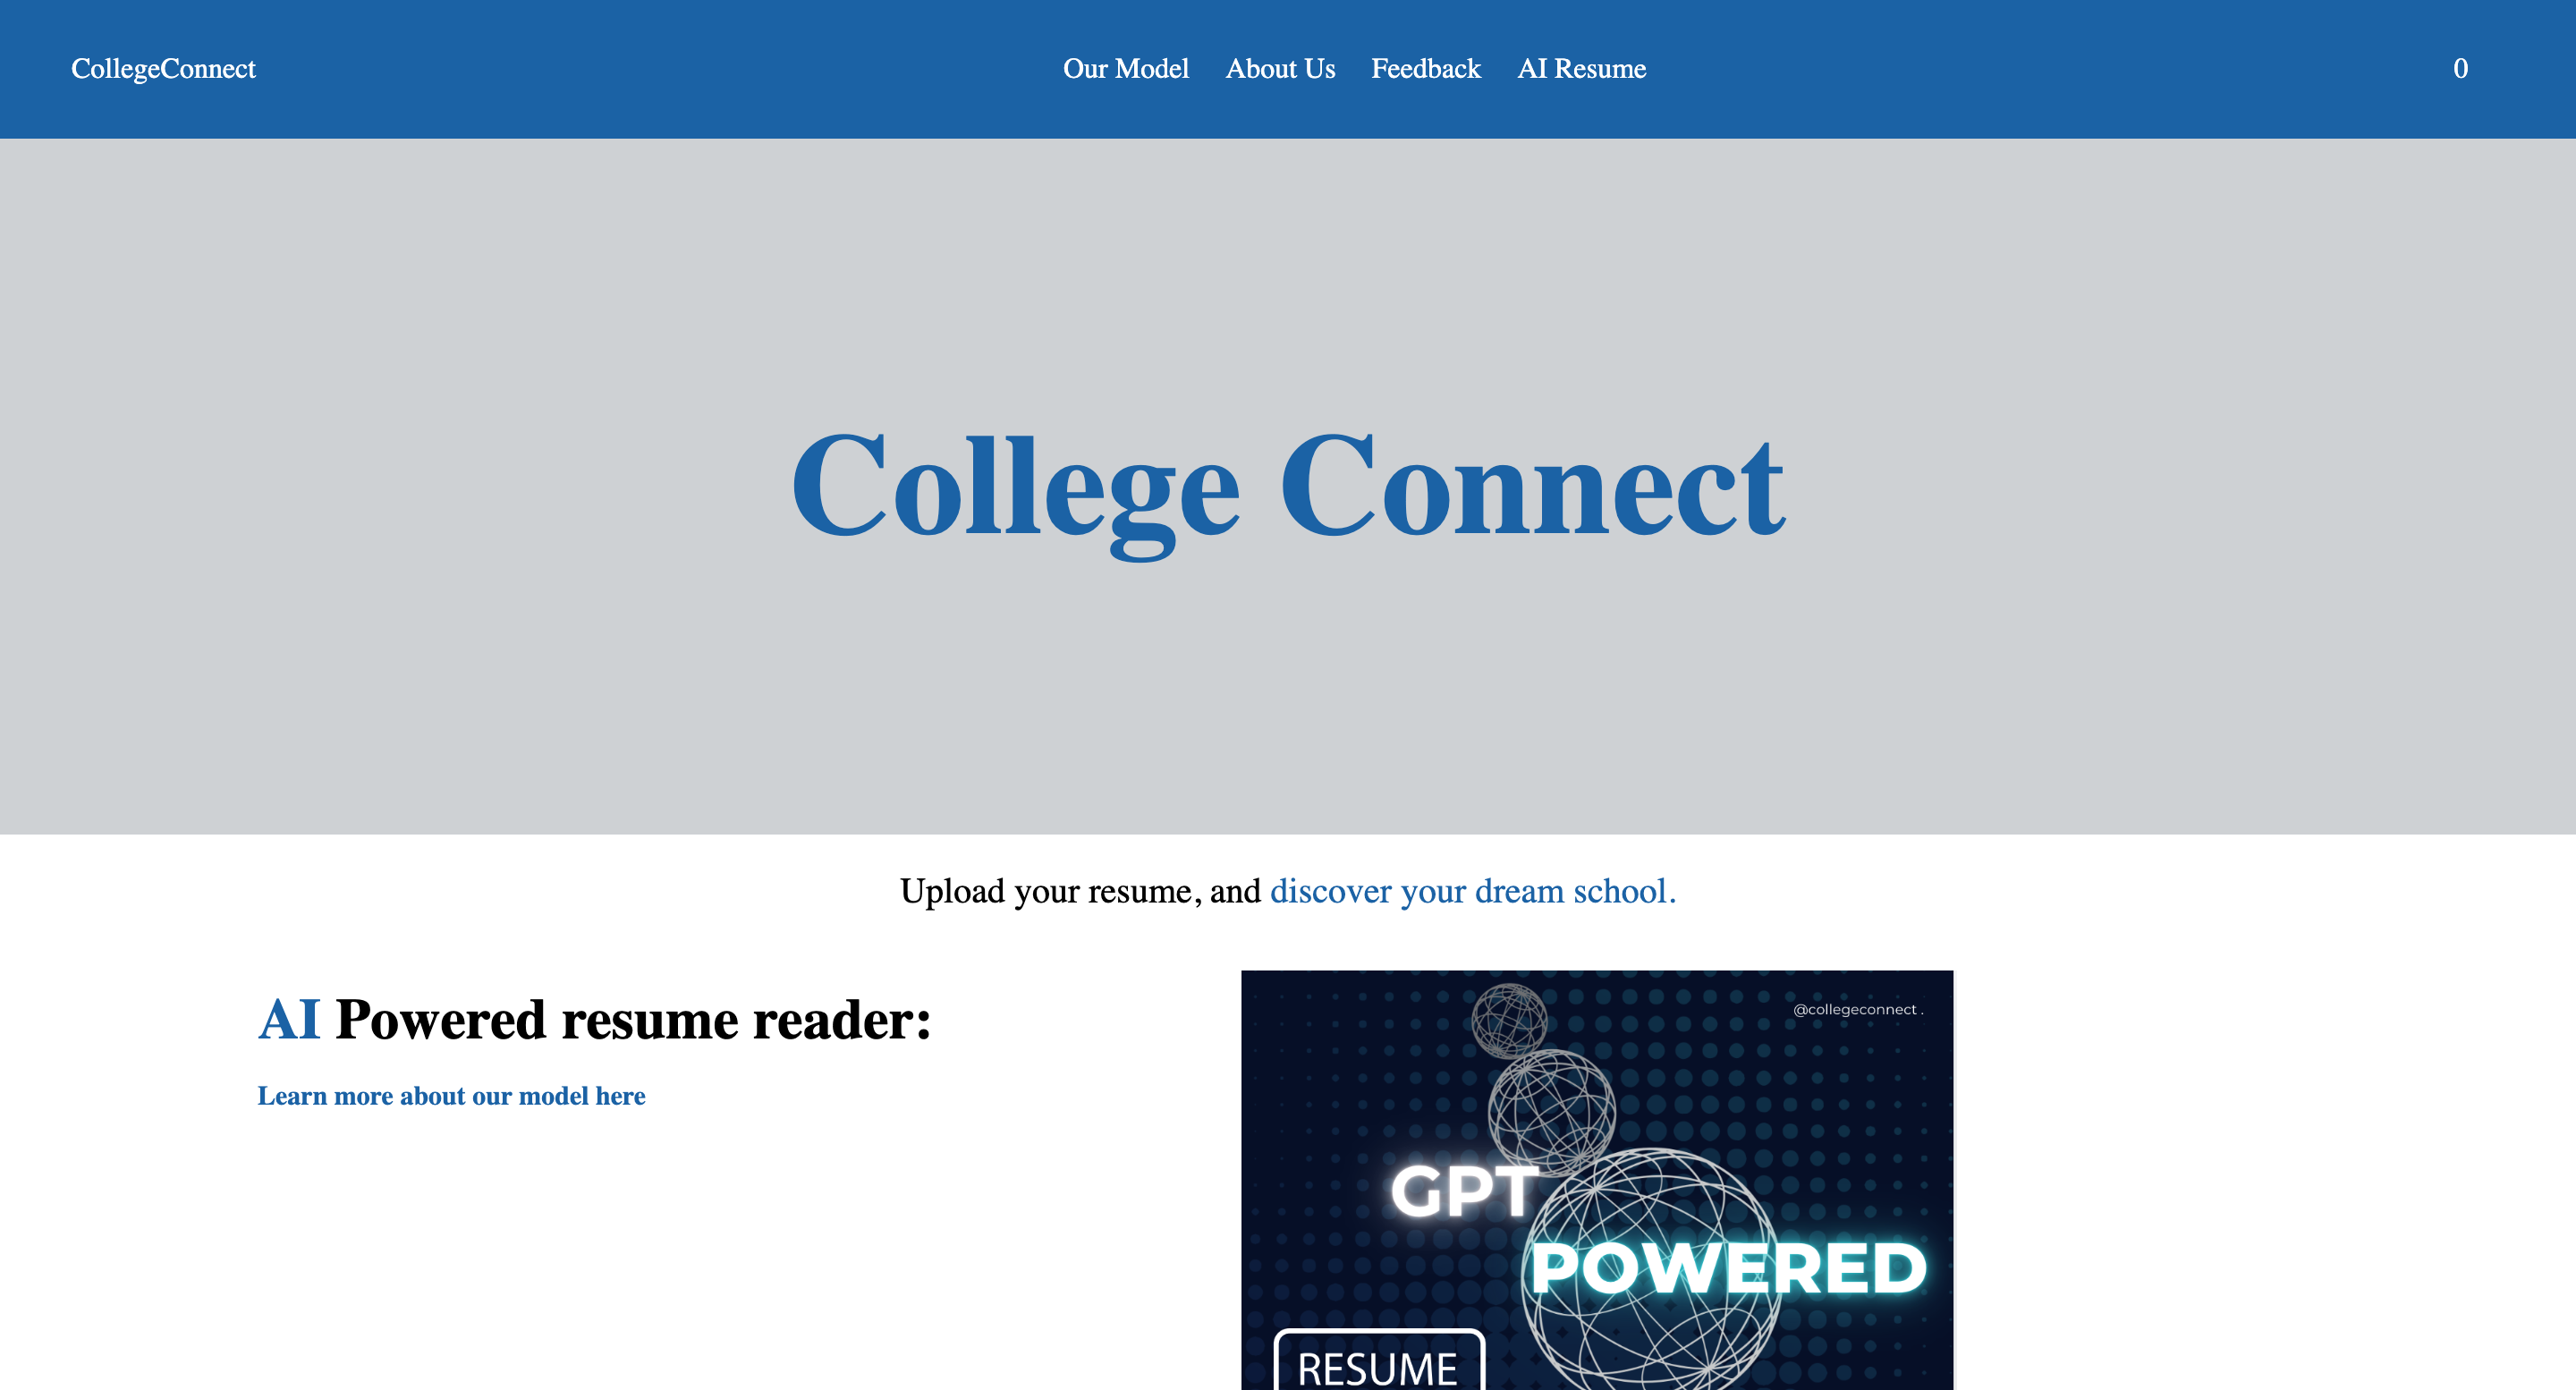 CollegeConnect Our Model About Us Feedback AI Resume 0
College Connect
Upload your resume, and discover your dream school.
AI Powered resume reader:
Learn more about our model here
@collegeconnect .
GPT
POWERED
RESUME